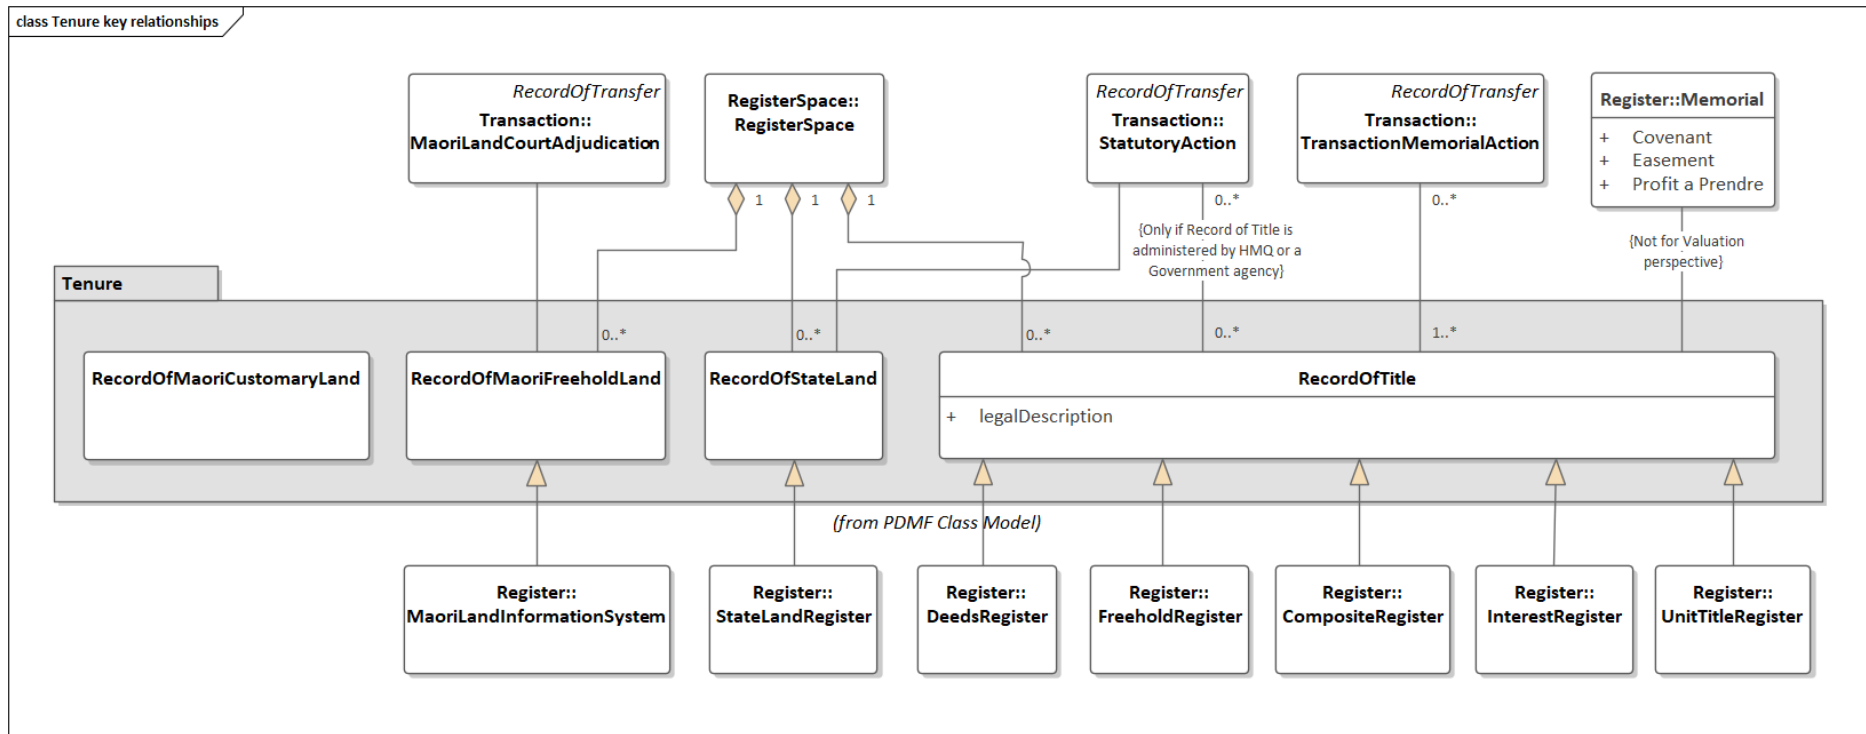 class Tenure key relationships
RecordOfTransfer
Transaction::
MaoriLandCourtAdjudication
RegisterSpace::
RegisterSpace
RecordOfTransfer
Transaction::
StatutoryAction
RecordOfTransfer
Transaction::
TransactionMemorialAction
Register::Memorial
+ Covenant
+ Easement
+ Profit a Prendre
1
1
1
0..*
0..*
{Only if Record of Title is
administered by HMQ or a
Government agency}
{Not for Valuation
perspective}
Tenure
0..*
0..*
0..*
0..*
1..*
RecordOfMaoriCustomaryLand
RecordOfMaoriFreeholdLand
RecordOfStateLand
RecordOfTitle
+ legalDescription
(from PDMF Class Model)
Register::
MaoriLandInformationSystem
Register::
StateLandRegister
Register::
DeedsRegister
Register::
FreeholdRegister
Register::
CompositeRegister
Register::
InterestRegister
Register::
UnitTitleRegister